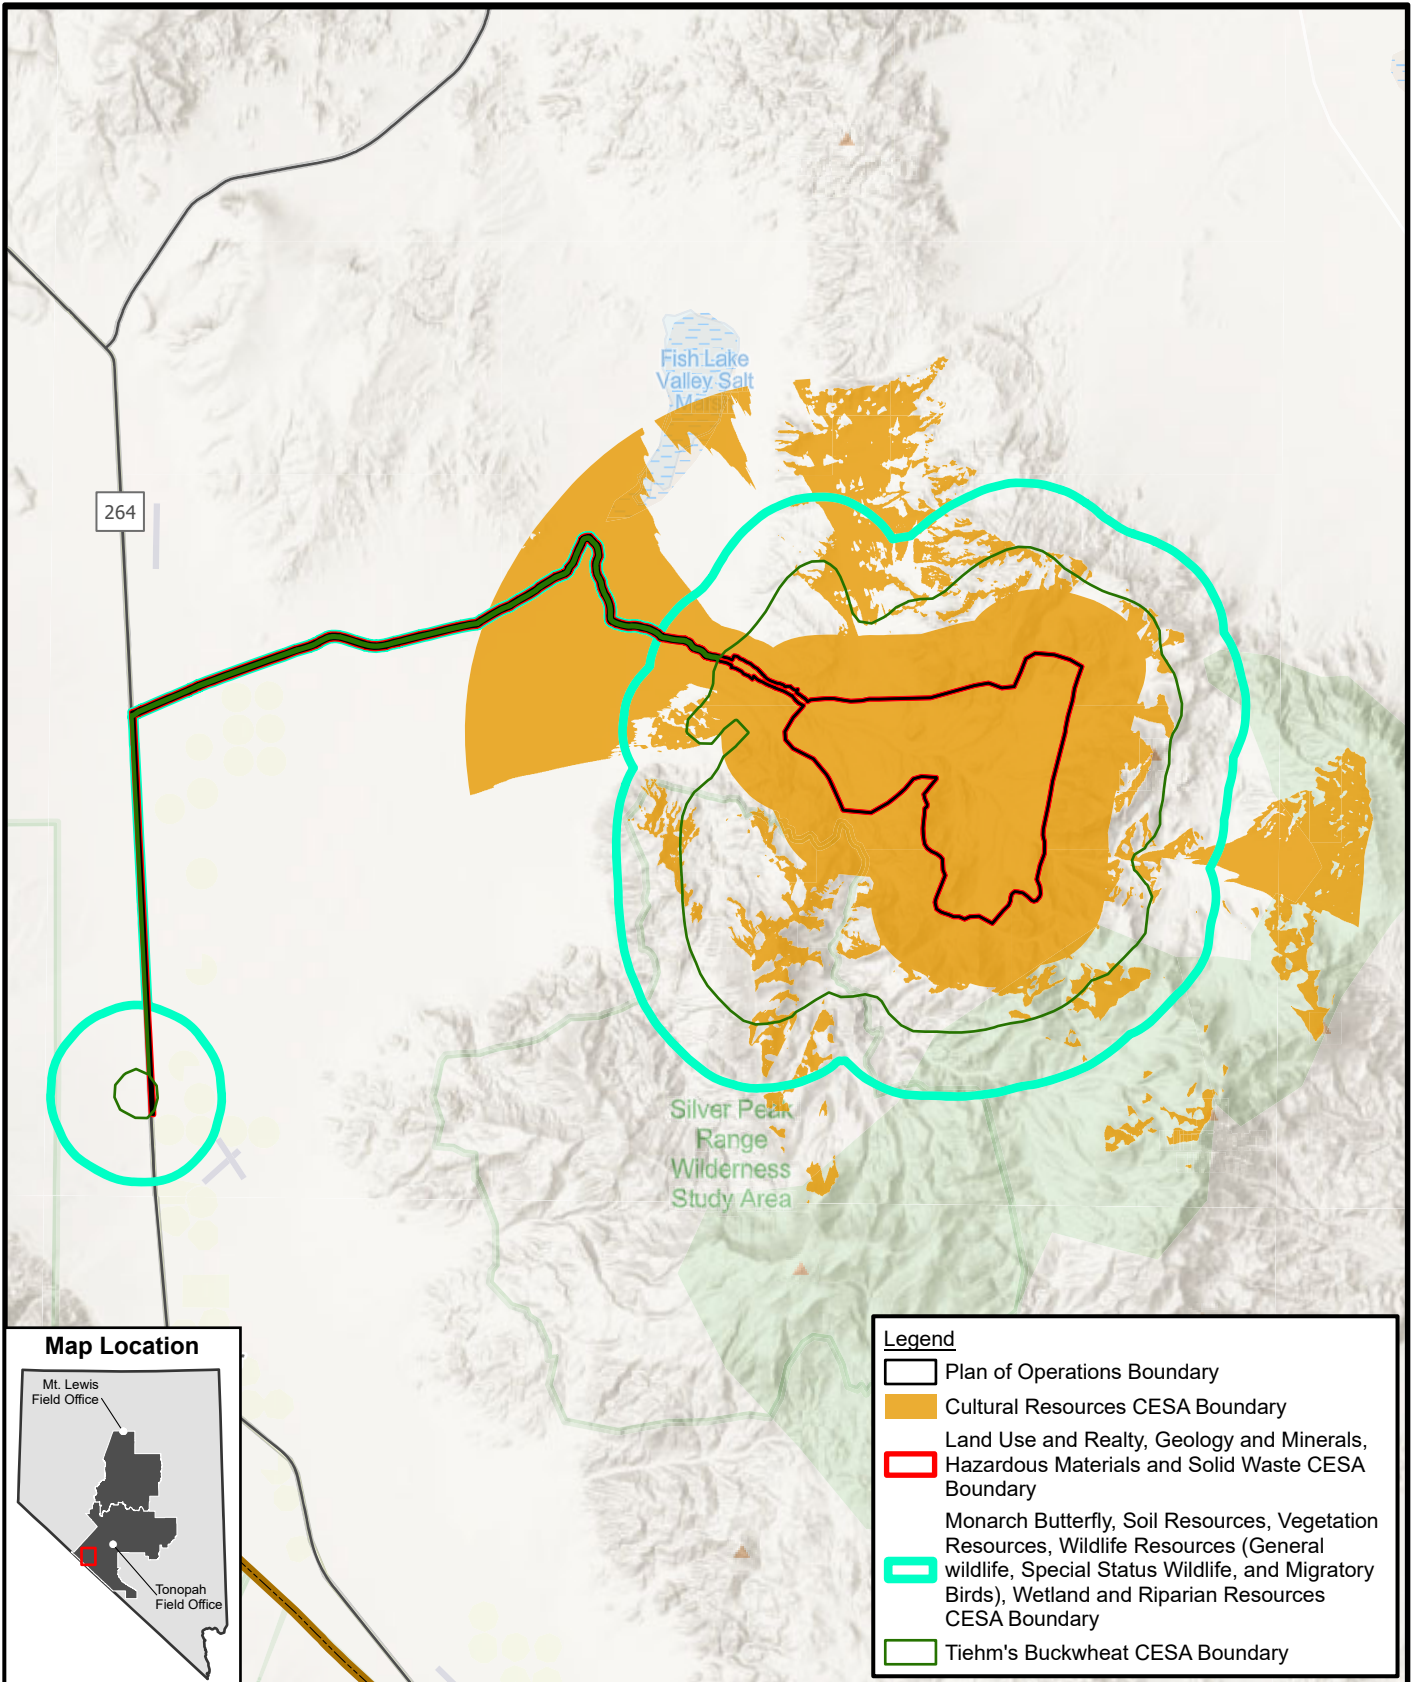 Fish Lake
Valley Salt
Marsh
264
Silver Peak
Range
Wilderness
Study Area
Map Location
Mt. Lewis
Field Office
Tonopah
Field Office
Legend
Plan of Operations Boundary
Cultural Resources CESA Boundary
Land Use and Realty, Geology and Minerals,
Hazardous Materials and Solid Waste CESA
Boundary
Monarch Butterfly, Soil Resources, Vegetation
Resources, Wildlife Resources (General
wildlife, Special Status Wildlife, and Migratory
Birds), Wetland and Riparian Resources
CESA Boundary
Tiehm's Buckwheat CESA Boundary